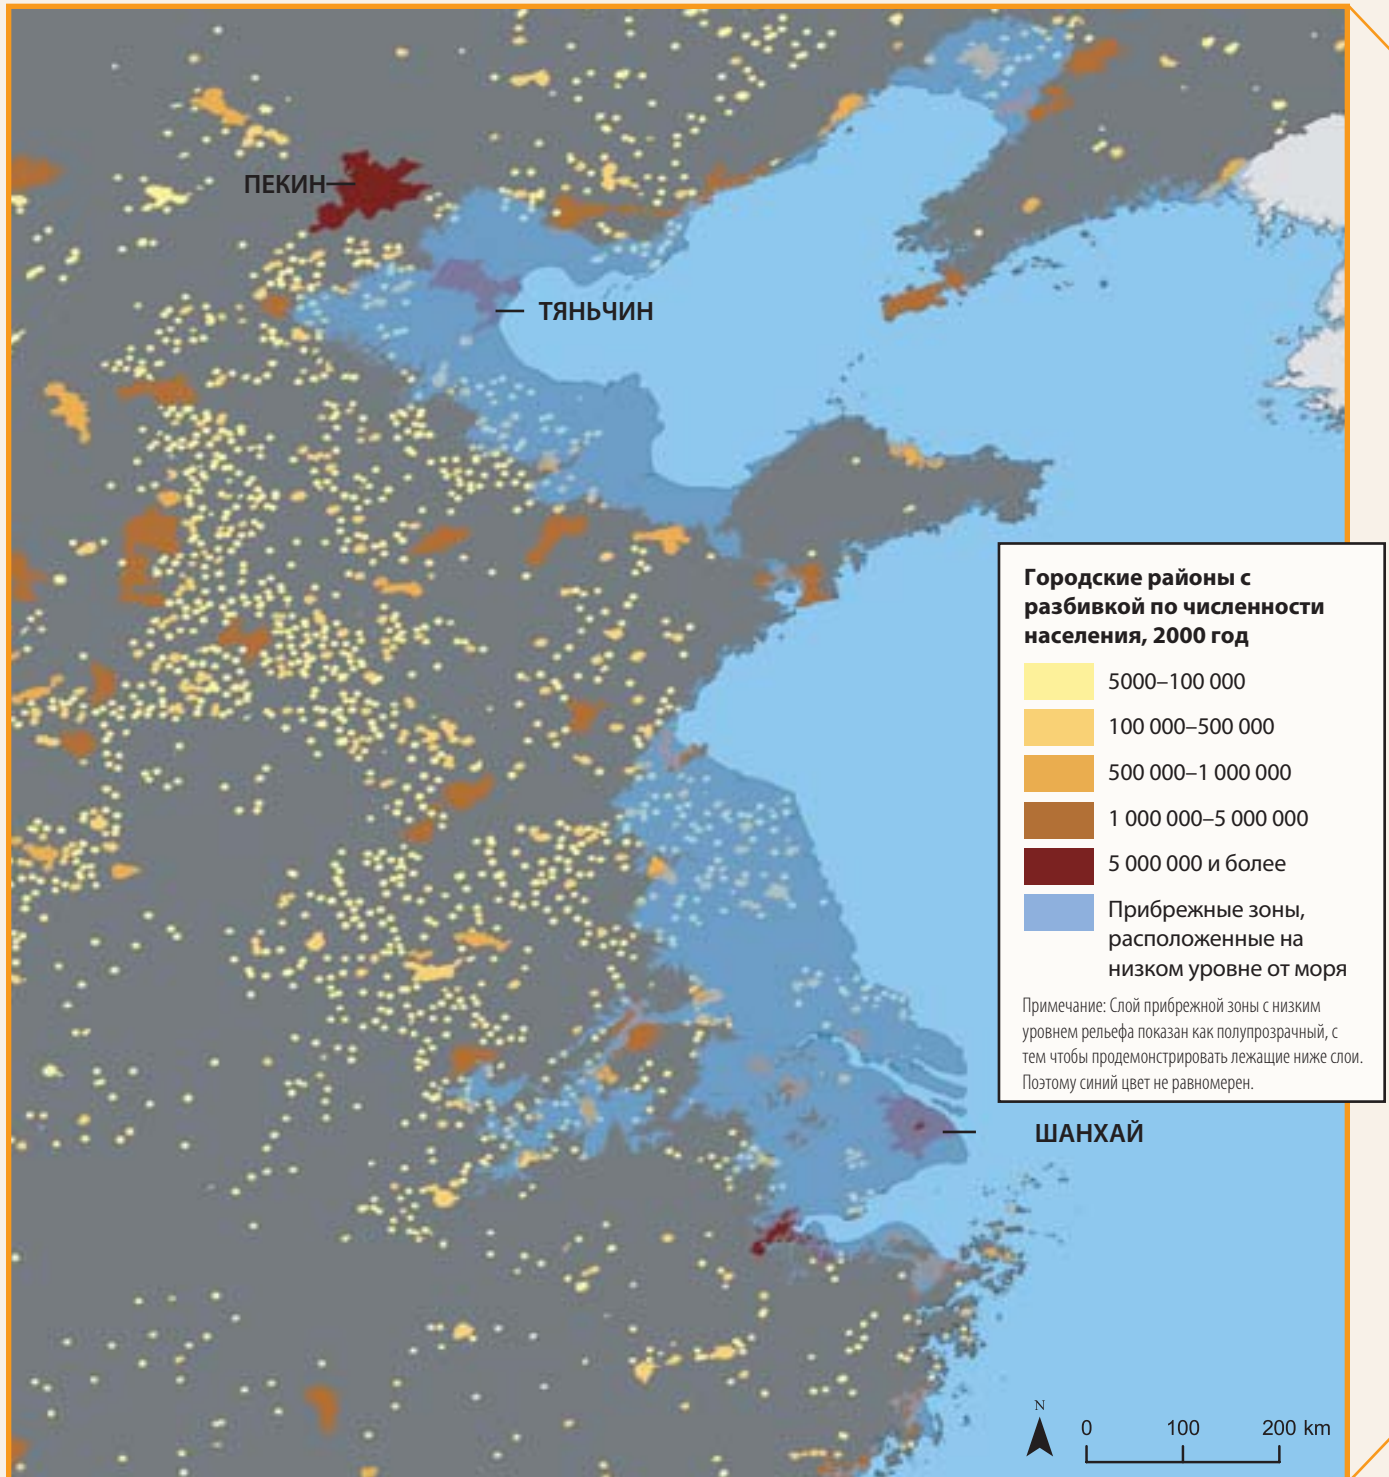 ПЕКИН
ТЯНЬЧИН
Городские районы с
разбивкой по численности
населения, 2000 год
5000–100 000
100 000–500 000
500 000–1 000 000
1 000 000–5 000 000
5 000 000 и более
Прибрежные зоны,
расположенные на
низком уровне от моря
Примечание: Слой прибрежной зоны с низким
уровнем рельефа показан как полупрозрачный, с
тем чтобы продемонстрировать лежащие ниже слои.
Поэтому синий цвет не равномерен.
ШАНХАЙ
N
0 100 200 km